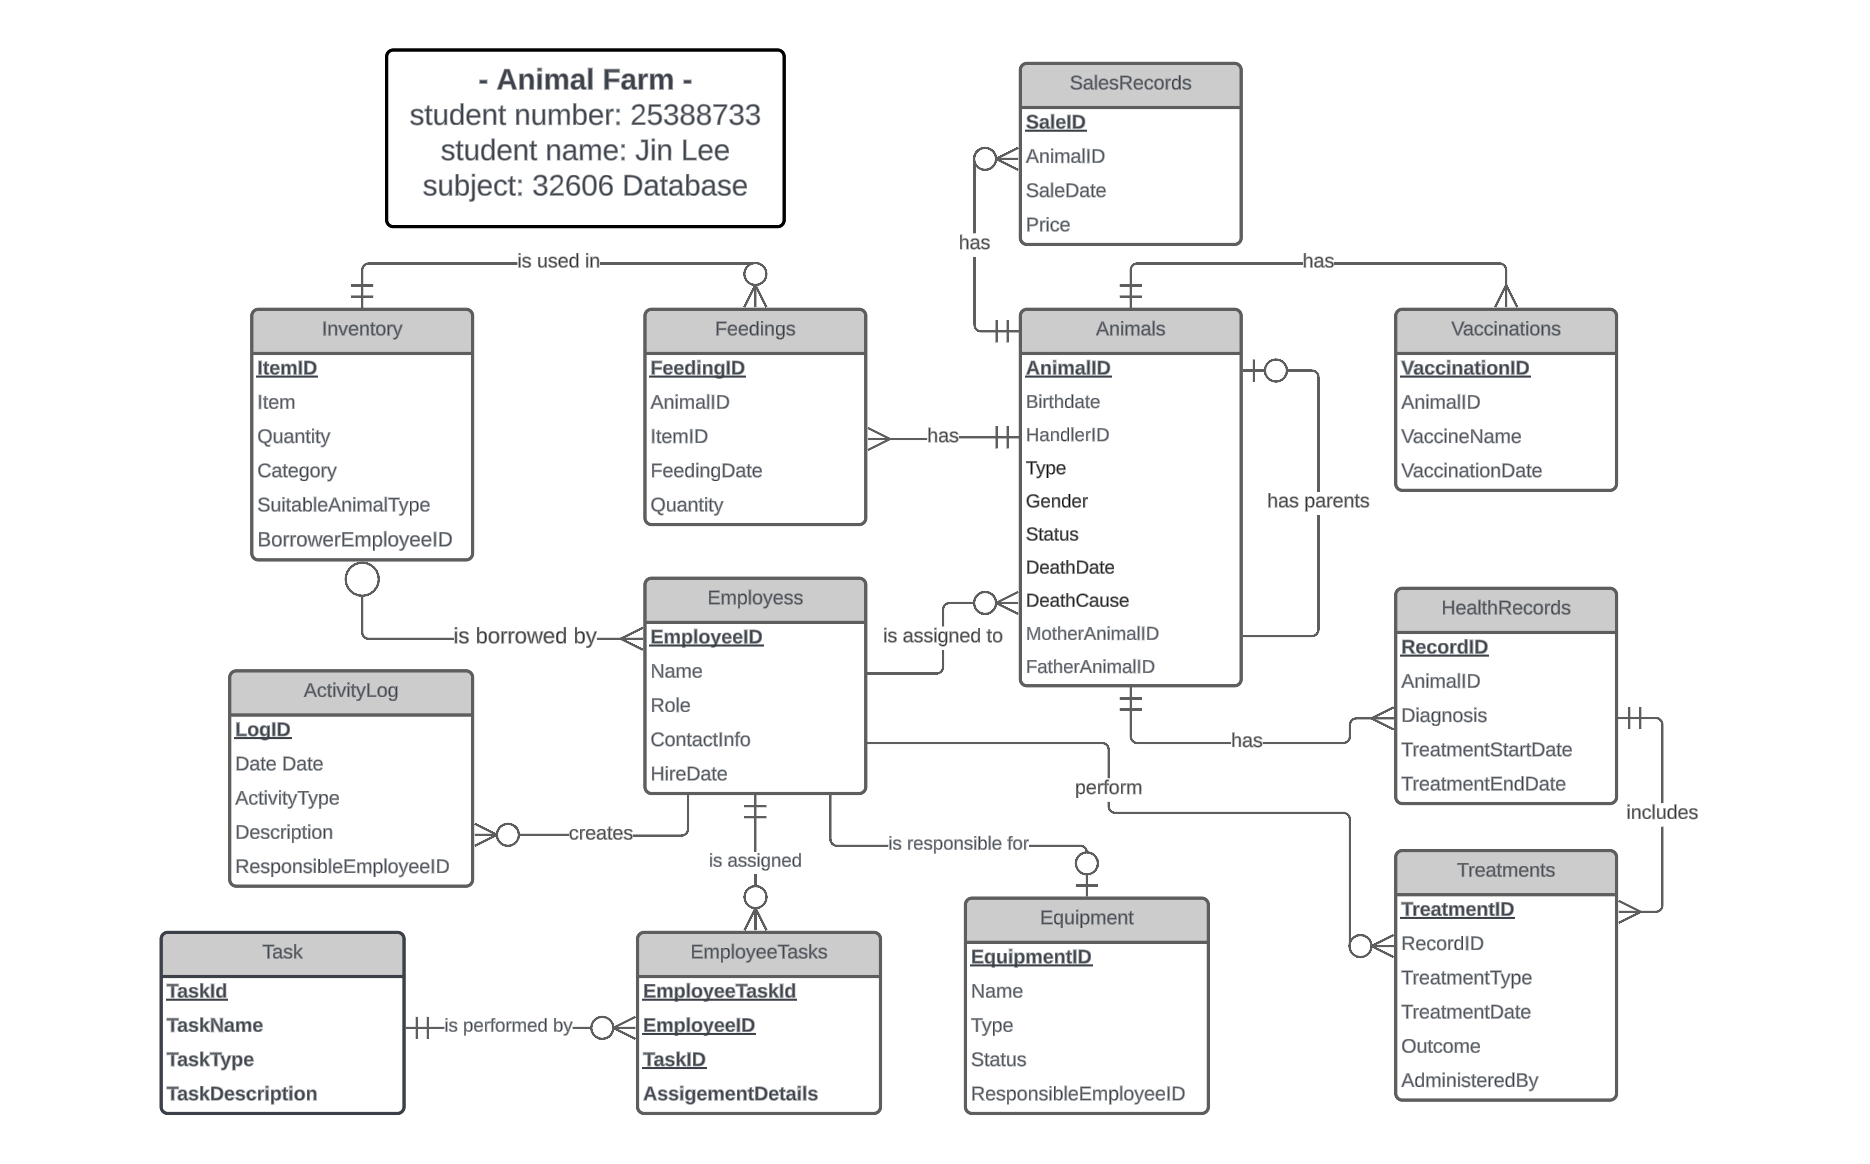 - Animal Farm -
student number: 25388733
student name: Jin Lee
subject: 32606 Database
SalesRecords
SaleID
AnimalID
SaleDate
Price
has
is used in
has
Inventory
ItemID
Item
Quantity
Category
SuitableAnimalType
BorrowerEmployeeID
Feedings
FeedingID
AnimalID
ItemID
FeedingDate
Quantity
has
Animals
AnimalID
Birthdate
HandlerID
Type
Gender
Status
DeathDate
DeathCause
MotherAnimalID
FatherAnimalID
has parents
Vaccinations
VaccinationID
AnimalID
VaccineName
VaccinationDate
is borrowed by
Employess
EmployeeID
Name
Role
ContactInfo
HireDate
is assigned to
HealthRecords
RecordID
AnimalID
Diagnosis
TreatmentStartDate
TreatmentEndDate
has
perform
includes
ActivityLog
LogID
Date Date
ActivityType
Description
ResponsibleEmployeeID
creates
is assigned
is responsible for
Task
TaskId
TaskName
TaskType
TaskDescription
is performed by
EmployeeTasks
EmployeeTaskId
EmployeeID
TaskID
AssigementDetails
Equipment
EquipmentID
Name
Type
Status
ResponsibleEmployeeID
Treatments
TreatmentID
RecordID
TreatmentType
TreatmentDate
Outcome
AdministeredBy